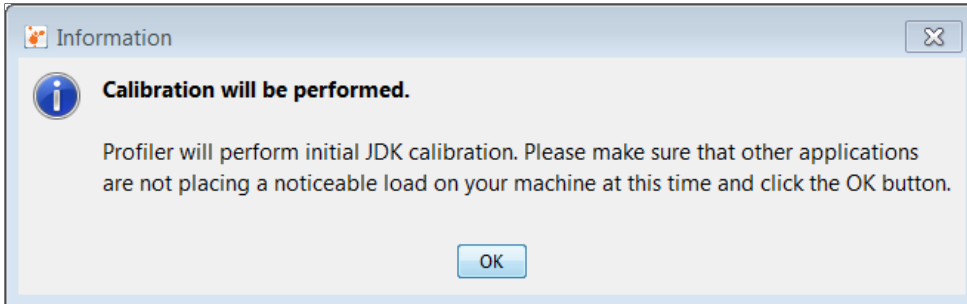 Information
Calibration will be performed.
Profiler will perform initial JDK calibration. Please make sure that other applications
are not placing a noticeable load on your machine at this time and click the OK button.
OK